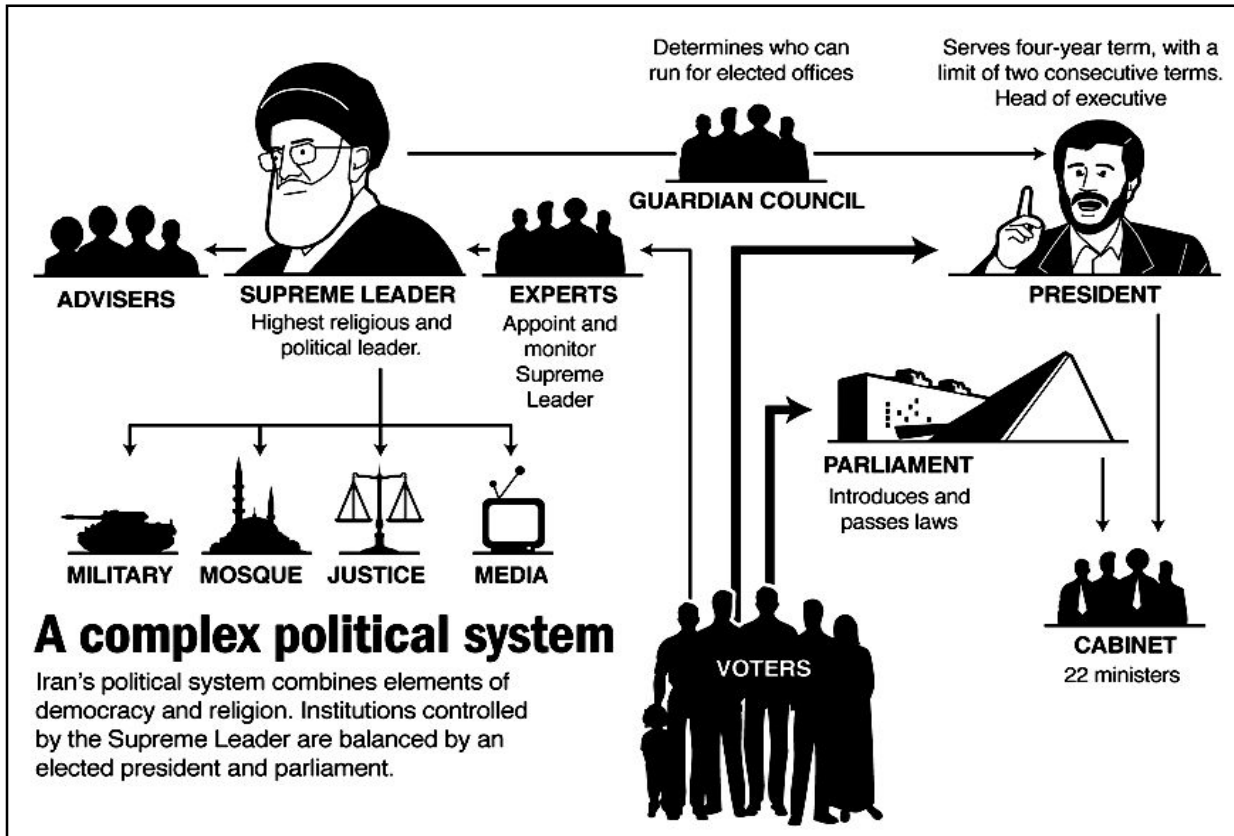 Determines who can
run for elected offices
GUARDIAN COUNCIL
Serves four-year term, with a
limit of two consecutive terms.
Head of executive
PRESIDENT
ADVISERS
SUPREME LEADER
Highest religious and
political leader.
EXPERTS
Appoint and
monitor
Supreme
Leader
PARLIAMENT
Introduces and
passes laws
MILITARY
MOSQUE
JUSTICE
MEDIA
CABINET
22 ministers
VOTERS
A complex political system
Iran's political system combines elements of
democracy and religion. Institutions controlled
by the Supreme Leader are balanced by an
elected president and parliament.